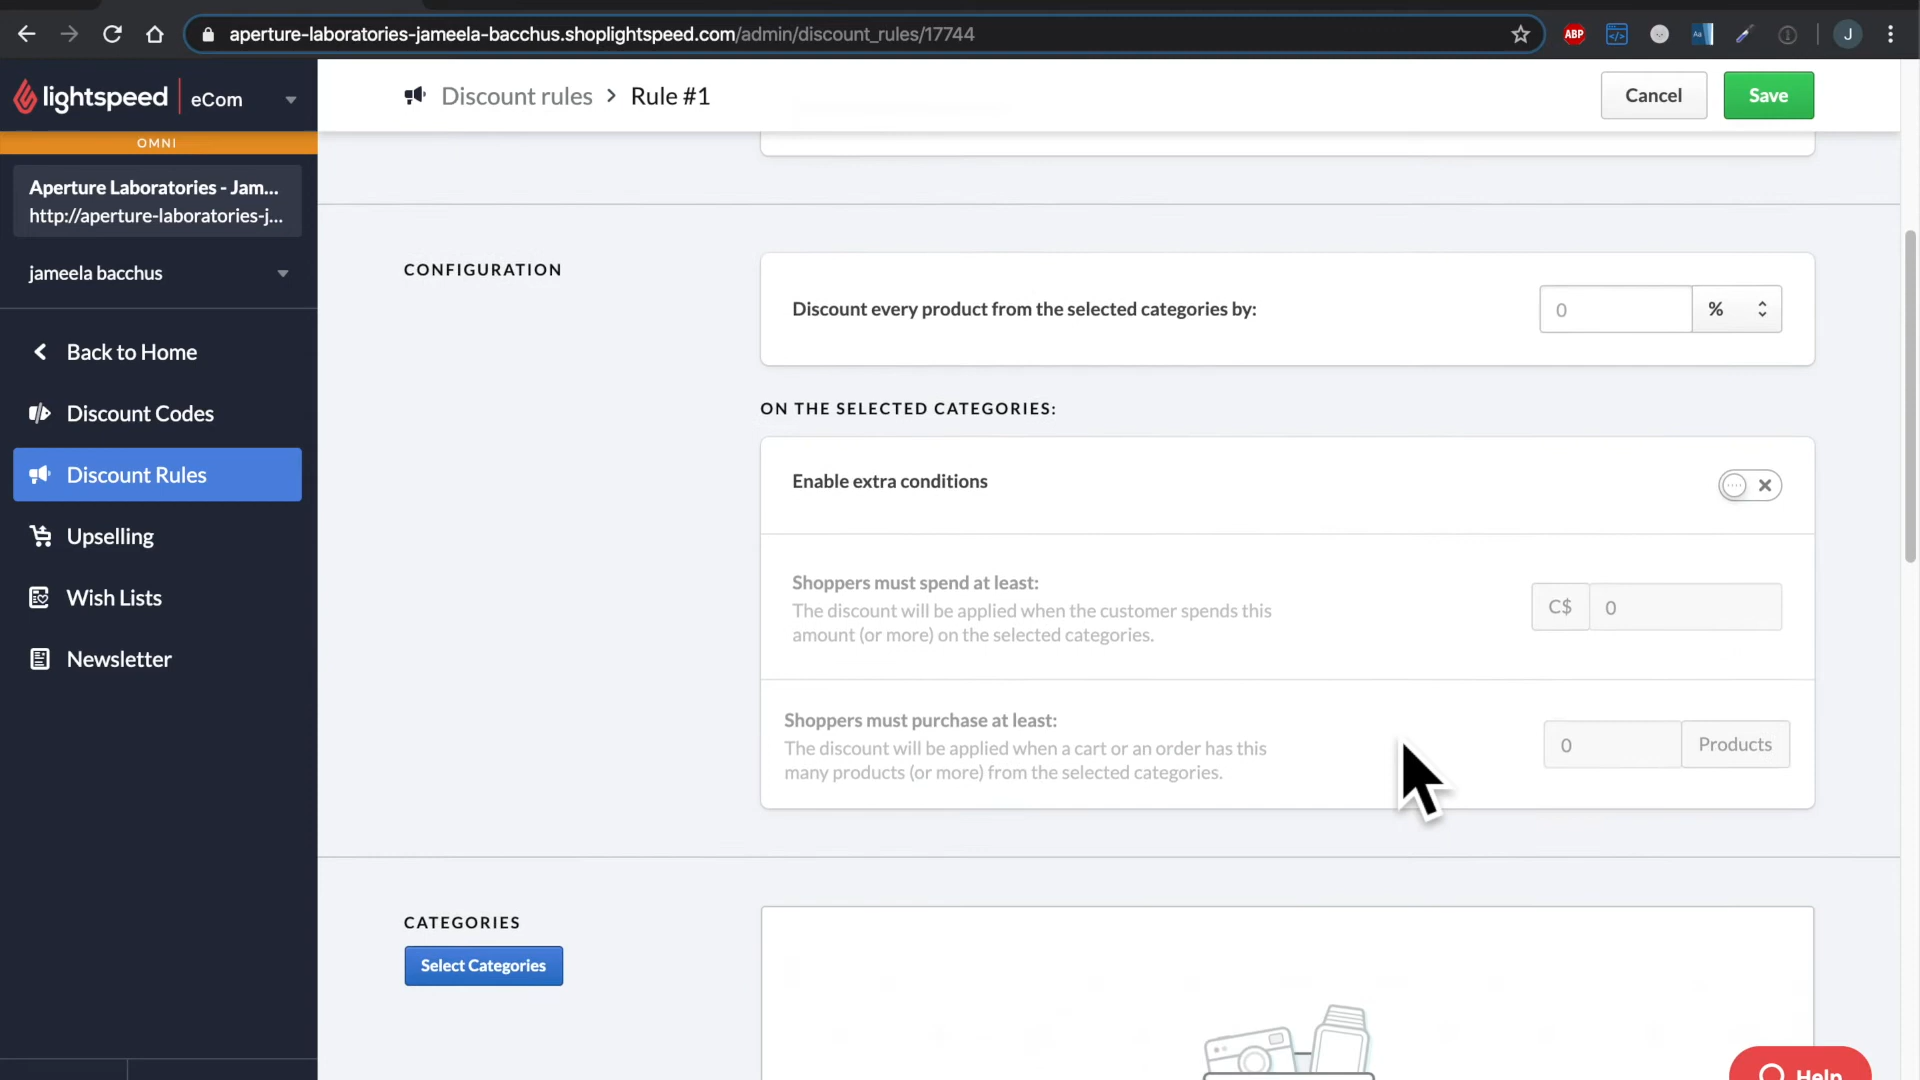 aperture-laboratories-jameela-bacchus.shoplightspeed.com/admin/discount_rules/17744
ABP
J
lightspeed eCom
Discount rules > Rule #1
Cancel
Save
OMNI
Aperture Laboratories - Jam...
http://aperture-laboratories-j...
jameela bacchus
Back to Home
Discount Codes
Discount Rules
Upselling
Wish Lists
Newsletter
CONFIGURATION
Discount every product from the selected categories by:
0 %
ON THE SELECTED CATEGORIES:
Enable extra conditions
Shoppers must spend at least:
The discount will be applied when the customer spends this
amount (or more) on the selected categories.
C$ 0
Shoppers must purchase at least:
The discount will be applied when a cart or an order has this
many products (or more) from the selected categories.
0 Products
CATEGORIES
Select Categories
Help